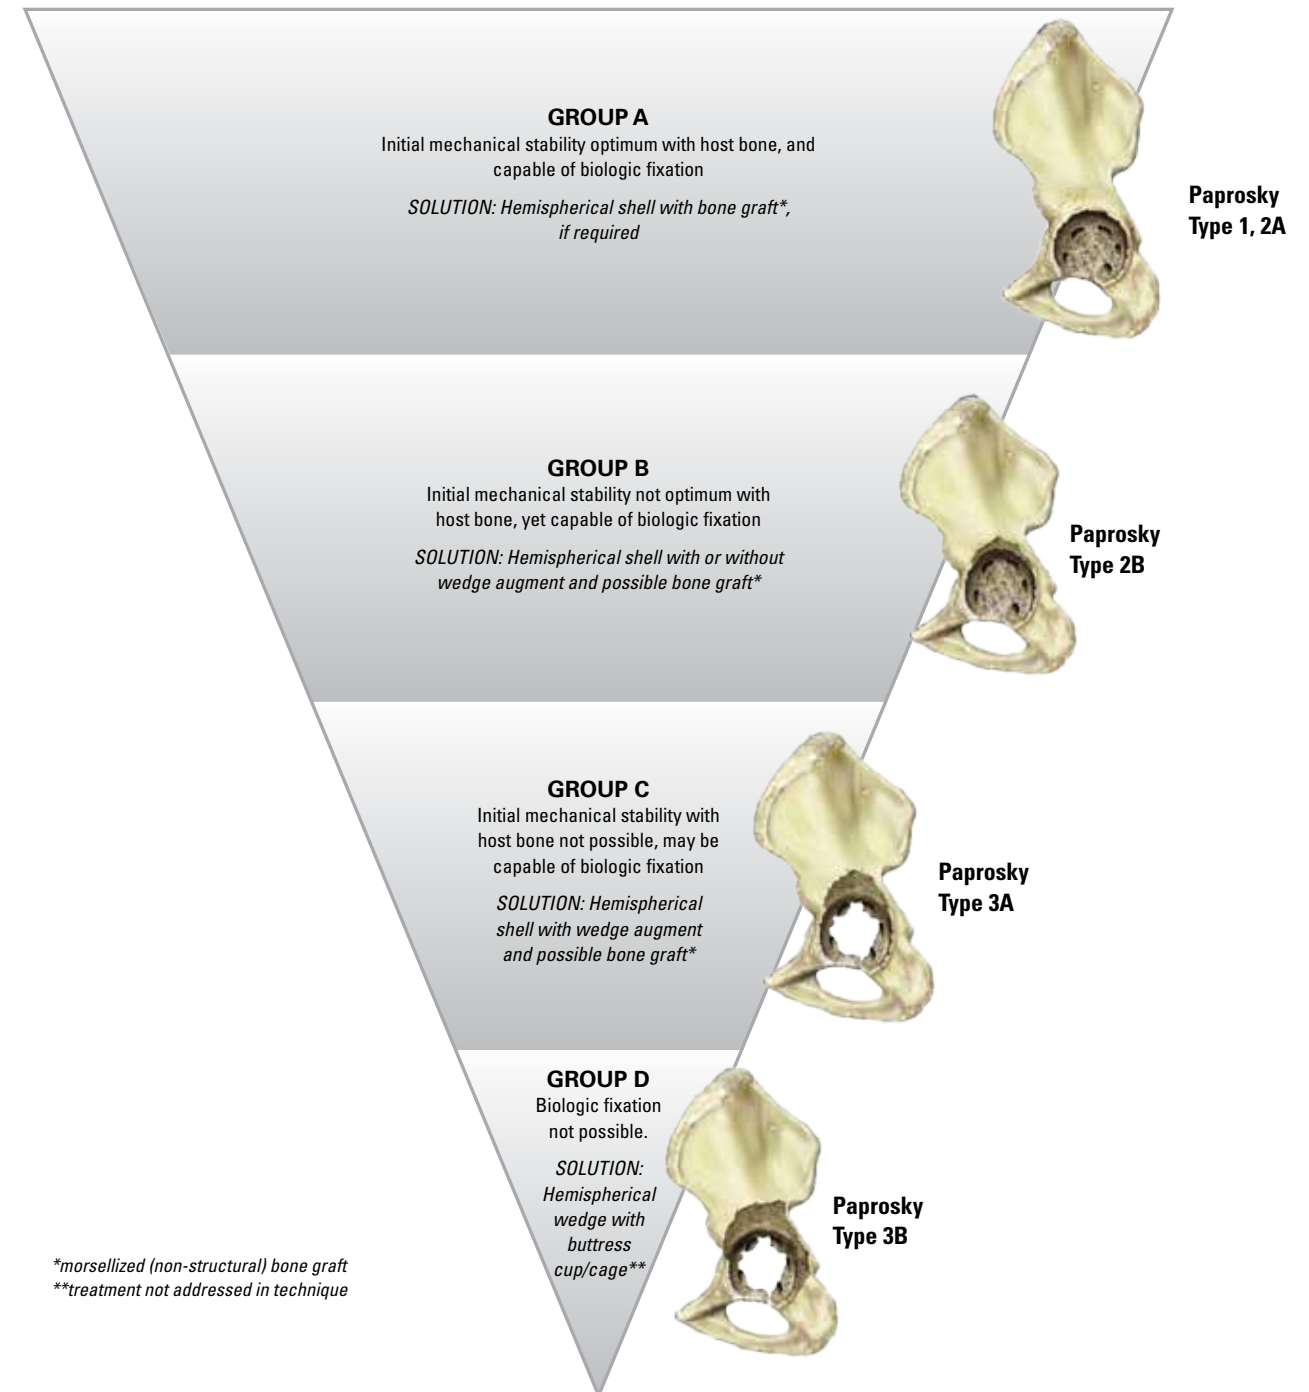 GROUP A
Initial mechanical stability optimum with host bone, and
capable of biologic fixation
SOLUTION: Hemispherical shell with bone graft*,
if required
Paprosky
Type 1, 2A
GROUP B
Initial mechanical stability not optimum with
host bone, yet capable of biologic fixation
SOLUTION: Hemispherical shell with or without
wedge augment and possible bone graft*
Paprosky
Type 2B
GROUP C
Initial mechanical stability with
host bone not possible, may be
capable of biologic fixation
SOLUTION: Hemispherical
shell with wedge augment
and possible bone graft*
Paprosky
Type 3A
GROUP D
Biologic fixation
not possible.
SOLUTION:
Hemispherical
wedge with
buttress
cup/cage**
Paprosky
Type 3B
*morsellized (non-structural) bone graft
**treatment not addressed in technique